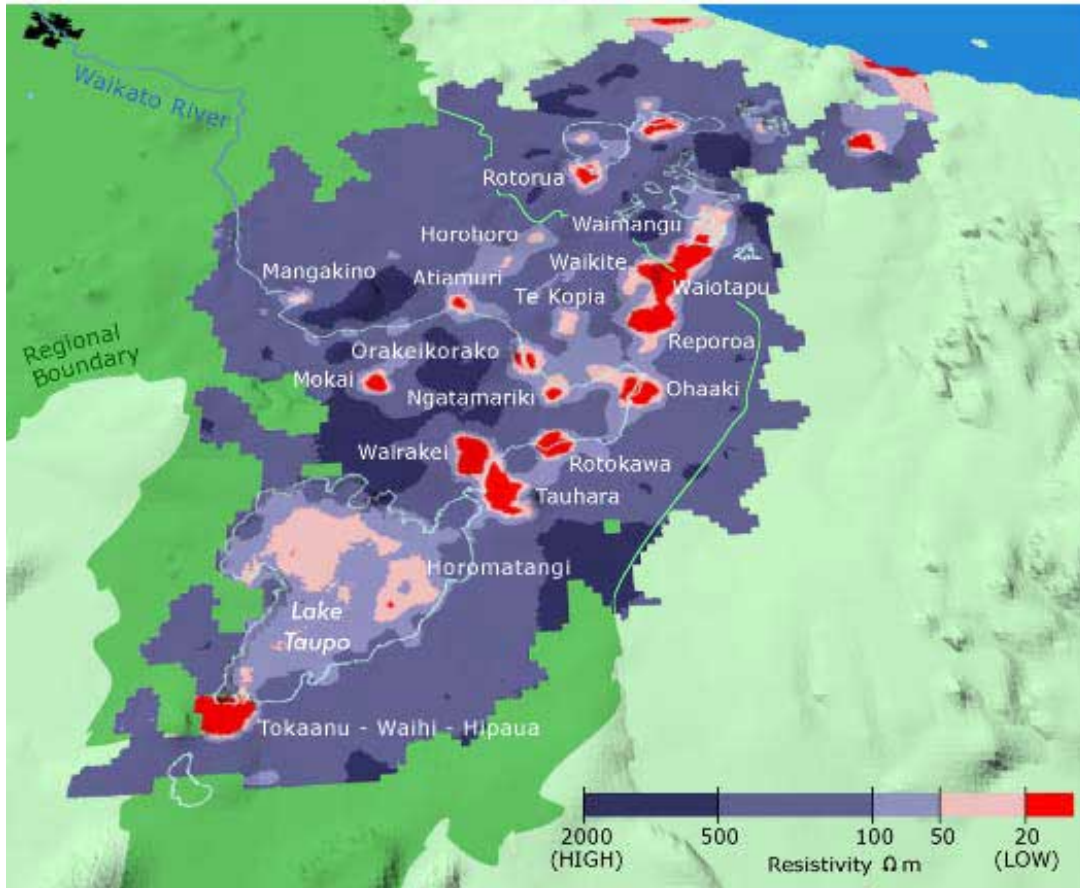 Waikato River
Rotorua
Waimangu
Horohoro
Waikite
Mangakino
Atiamuri
Waiotapu
Te Kopia
Regional
Boundary
Orakeikorako
Reporoa
Mokai
Ngatamariki
Ohaaki
Wairakei
Rotokawa
Tauhara
Horomatangi
Lake
Taupo
Tokaanu - Waihi - Hipaua
2000 500 100 50 20
(HIGH) Resistivity Ω m (LOW)